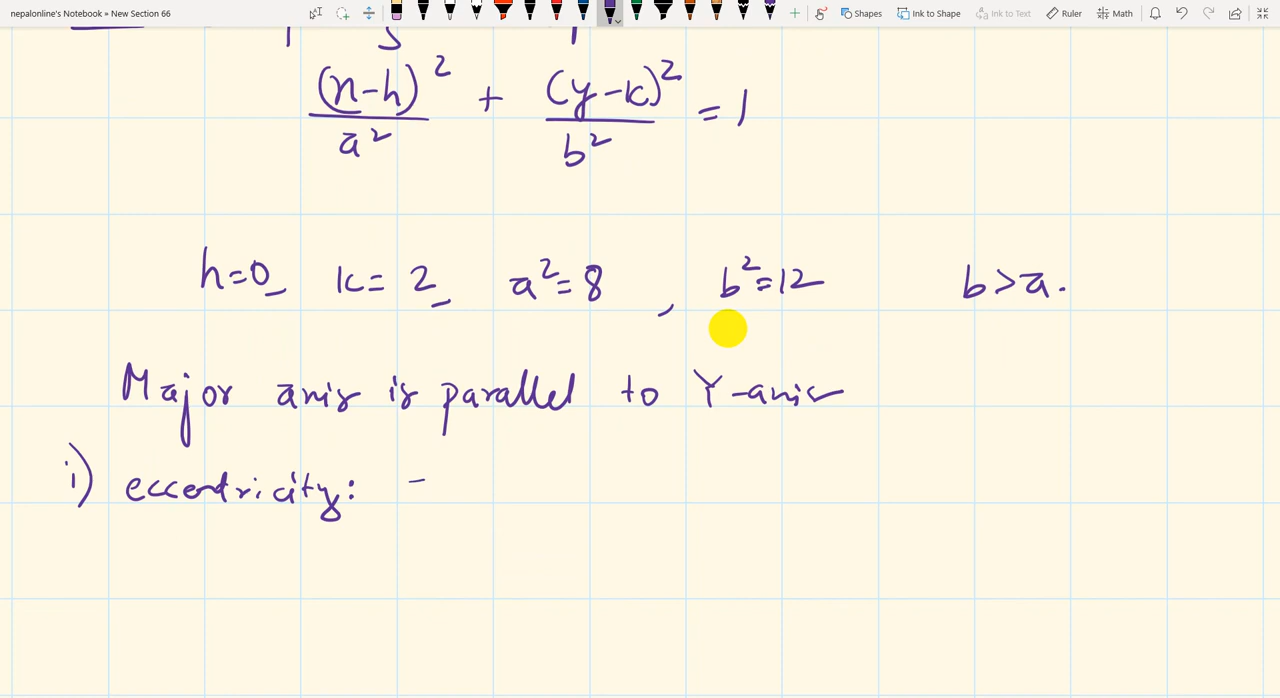 nepalonline's Notebook » New Section 66
Shapes Ink to Shape Ink to Text Ruler Math
(x-h)²/a² + (y-k)²/b² = 1
h=0, k=2, a²=8, b²=12 b>a.
Major axis is parallel to Y-axis
i) eccentricity: -